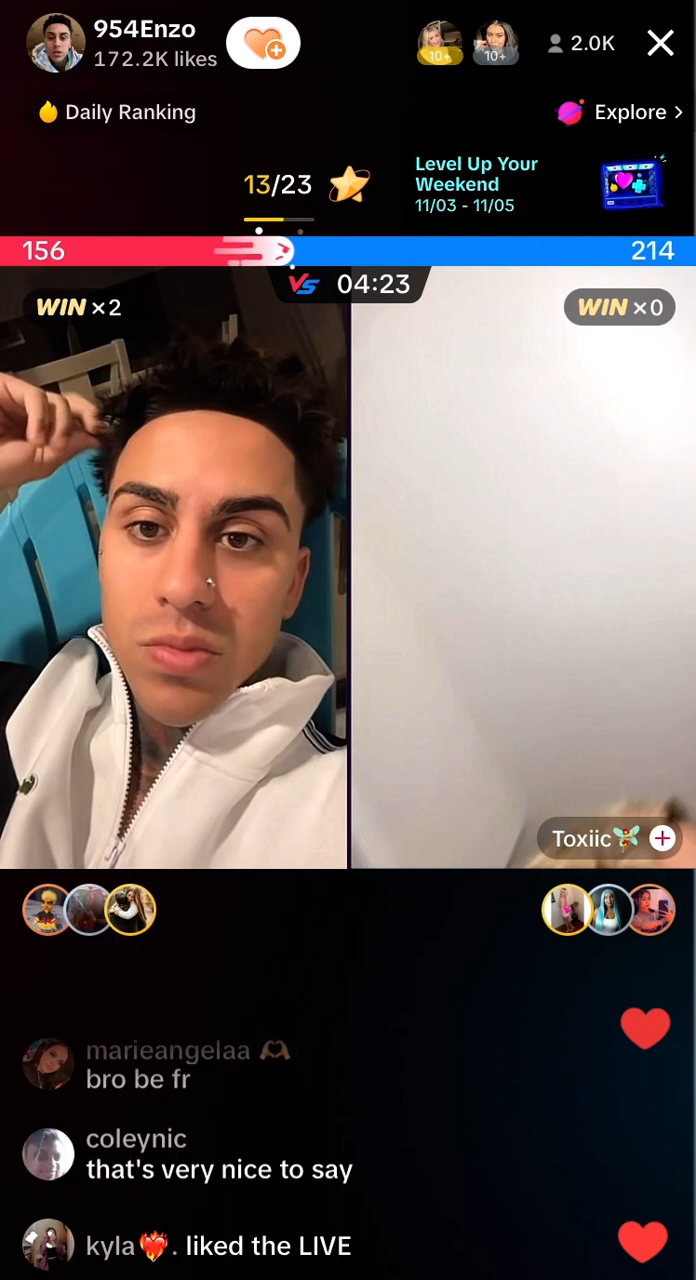 954Enzo
172.2K likes
10+
10+
2.0K
Daily Ranking
Explore >
13/23
Level Up Your
Weekend
11/03 - 11/05
156
214
VS 04:23
WIN ×2
WIN ×0
Toxiic🧚
marieangelaa 🫶🏾
bro be fr
coleynic
that's very nice to say
kyla❤️‍🔥. liked the LIVE